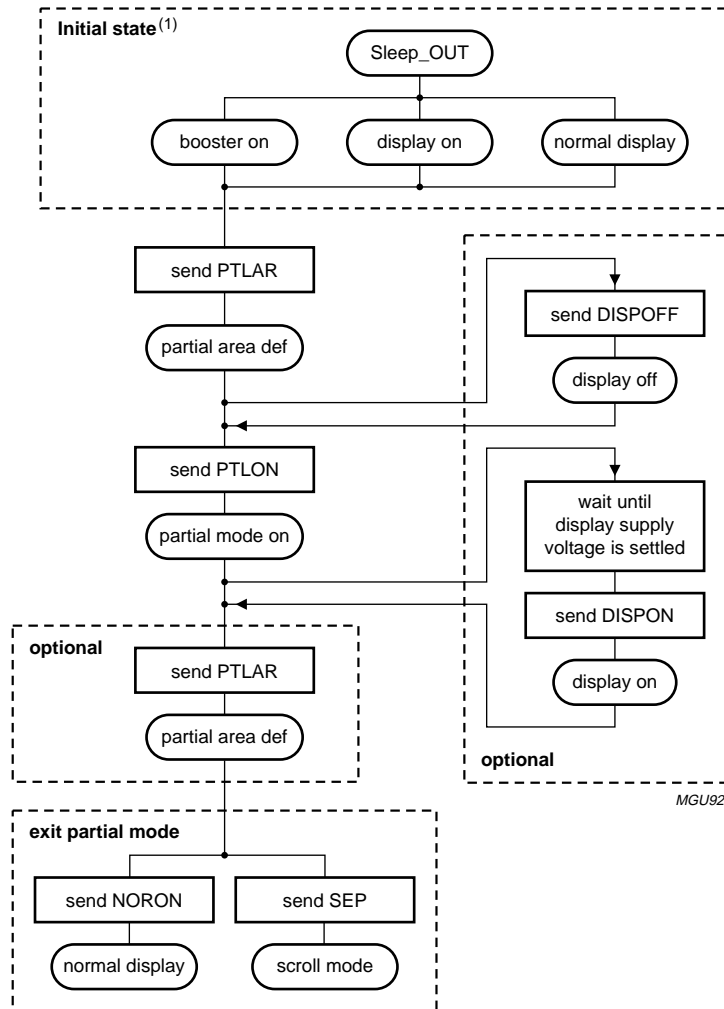 Initial state(1)
Sleep_OUT
booster on
display on
normal display
send PTLAR
partial area def
send DISPOFF
display off
send PTLON
partial mode on
wait until
display supply
voltage is settled
send DISPON
display on
optional
optional
send PTLAR
partial area def
MGU92
exit partial mode
send NORON
send SEP
normal display
scroll mode